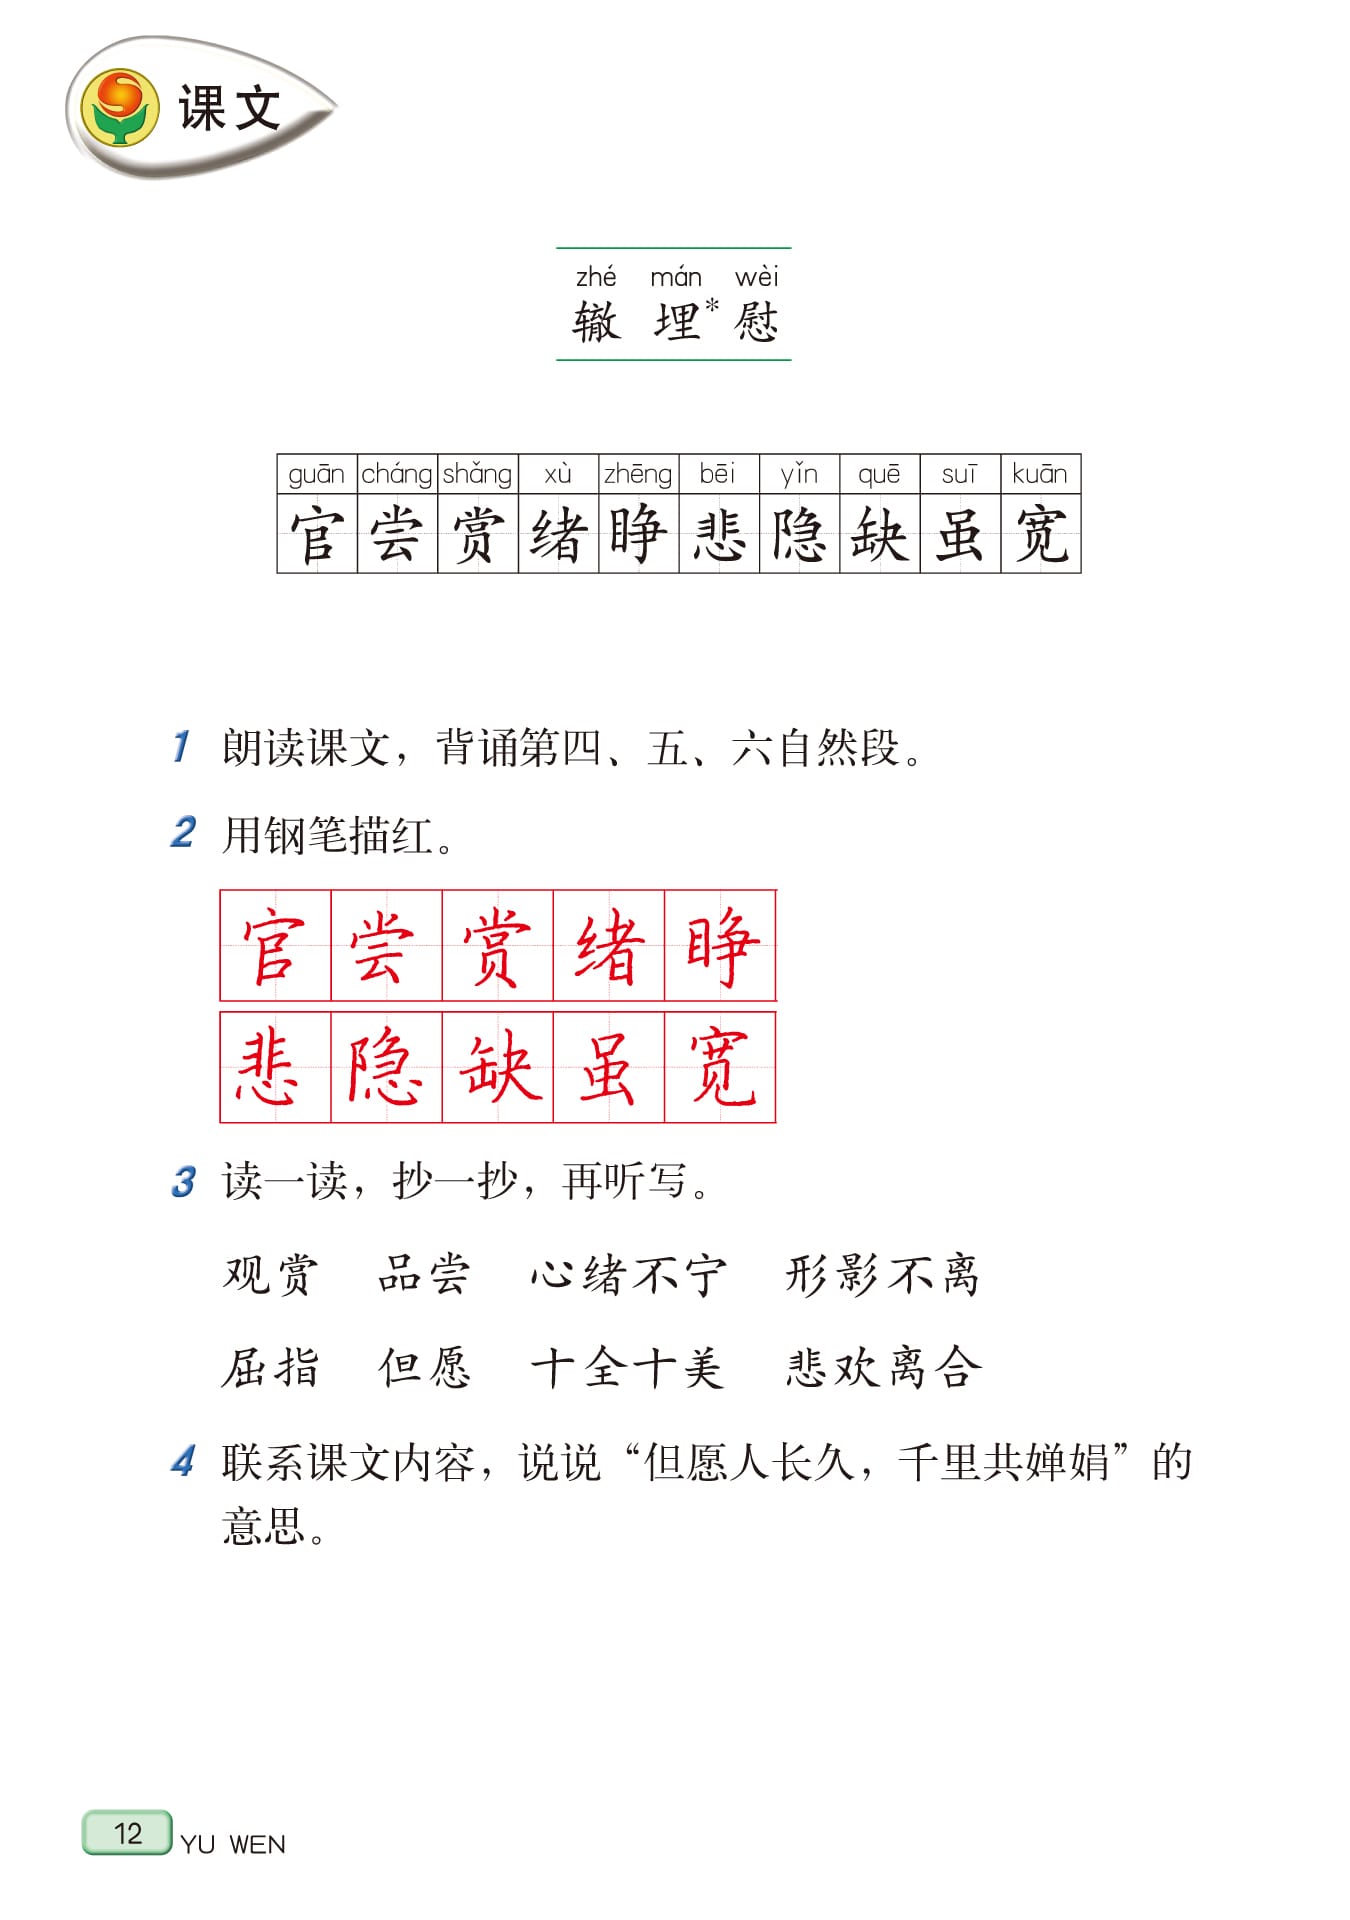 课文
zhé mán wèi
辙 埋* 慰
guān cháng shǎng xù zhēng bēi yǐn quē suī kuān
官 尝 赏 绪 睁 悲 隐 缺 虽 宽
1 朗读课文，背诵第四、五、六自然段。
2 用钢笔描红。
官 尝 赏 绪 睁
悲 隐 缺 虽 宽
3 读一读，抄一抄，再听写。
观赏 品尝 心绪不宁 形影不离
屈指 但愿 十全十美 悲欢离合
4 联系课文内容，说说“但愿人长久，千里共婵娟”的
意思。
12 YU WEN